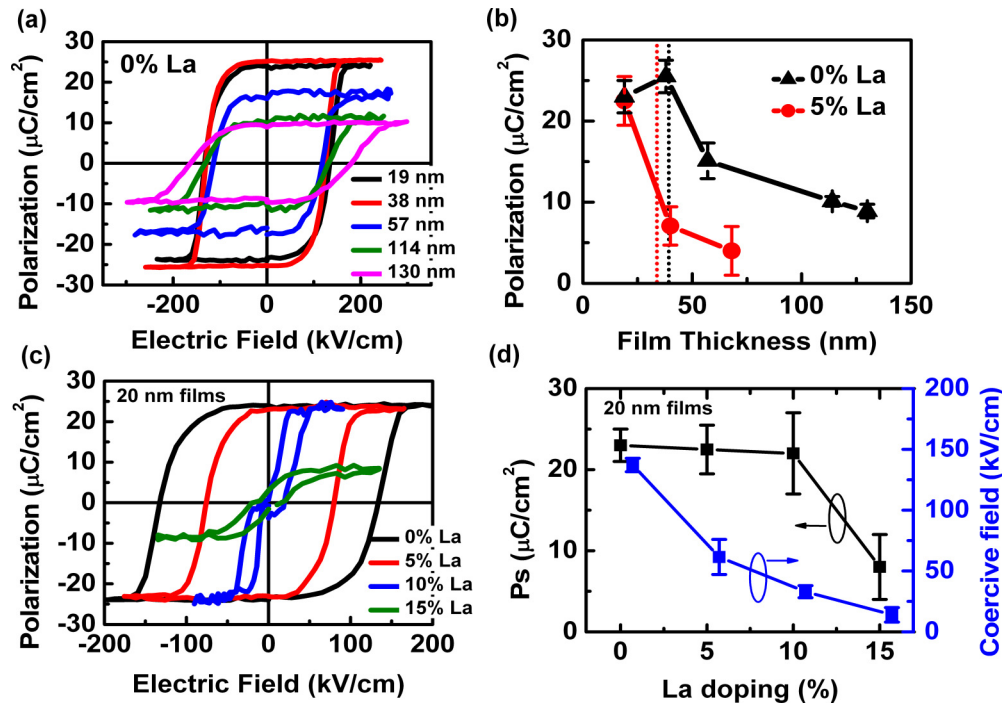 (a)
0% La
30
20
10
0
-10
-20
-30
Polarization (μC/cm²)
19 nm
38 nm
57 nm
114 nm
130 nm
-200 0 200
Electric Field (kV/cm)
(b)
30
20
10
0
Polarization (μC/cm²)
0% La
5% La
0 50 100 150
Film Thickness (nm)
(c)
20 nm films
30
20
10
0
-10
-20
-30
Polarization (μC/cm²)
0% La
5% La
10% La
15% La
-200 -100 0 100 200
Electric Field (kV/cm)
(d)
20 nm films
30
20
10
0
Ps (μC/cm²)
200
150
100
50
0
Coercive field (kV/cm)
0 5 10 15
La doping (%)